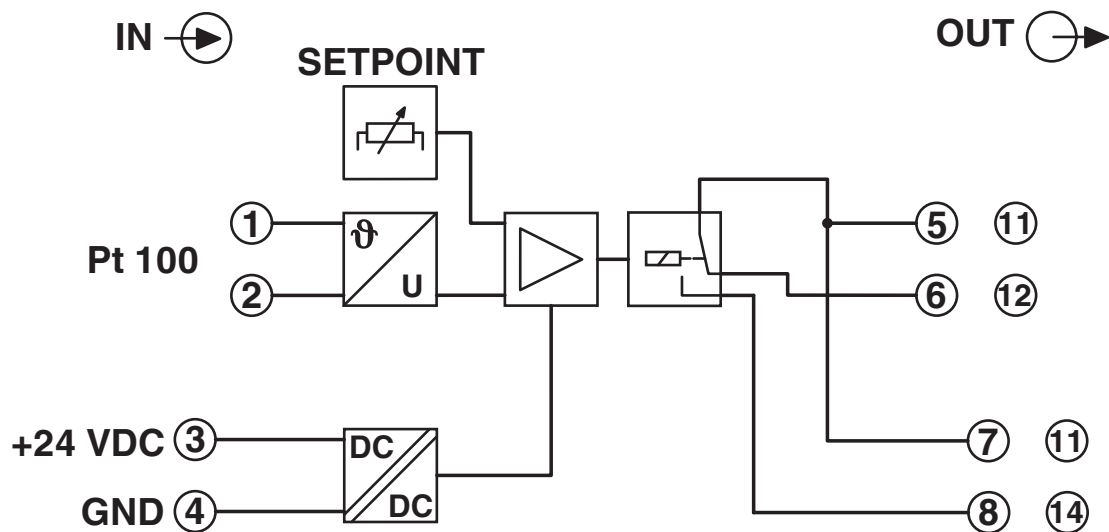 IN
OUT
SETPOINT
1
ϑ
5
11
Pt 100
2
U
6
12
+24 VDC
3
DC
7
11
GND
4
DC
8
14